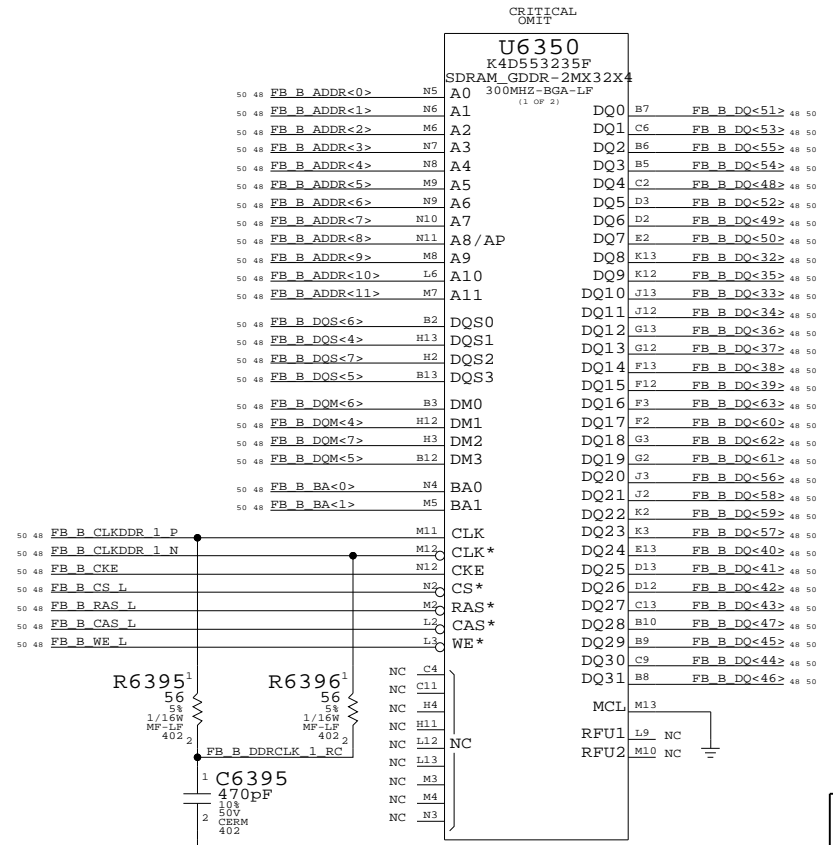 CRITICAL
OMIT
U6350
K4D553235F
SDRAM_GDDR-2MX32X4
300MHZ-BGA-LF
(1 OF 2)
50 48 FB_B_ADDR<0> N5 A0
50 48 FB_B_ADDR<1> N6 A1
50 48 FB_B_ADDR<2> M6 A2
50 48 FB_B_ADDR<3> N7 A3
50 48 FB_B_ADDR<4> N8 A4
50 48 FB_B_ADDR<5> M9 A5
50 48 FB_B_ADDR<6> N9 A6
50 48 FB_B_ADDR<7> N10 A7
50 48 FB_B_ADDR<8> N11 A8/AP
50 48 FB_B_ADDR<9> M8 A9
50 48 FB_B_ADDR<10> L6 A10
50 48 FB_B_ADDR<11> M7 A11
50 48 FB_B_DQS<6> B2 DQS0
50 48 FB_B_DQS<4> H13 DQS1
50 48 FB_B_DQS<7> H2 DQS2
50 48 FB_B_DQS<5> B13 DQS3
50 48 FB_B_DQM<6> B3 DM0
50 48 FB_B_DQM<4> H12 DM1
50 48 FB_B_DQM<7> H3 DM2
50 48 FB_B_DQM<5> B12 DM3
50 48 FB_B_BA<0> N4 BA0
50 48 FB_B_BA<1> M5 BA1
50 48 FB_B_CLKDDR_1_P M11 CLK
50 48 FB_B_CLKDDR_1_N M12 CLK*
50 48 FB_B_CKE N12 CKE
50 48 FB_B_CS_L N2 CS*
50 48 FB_B_RAS_L M2 RAS*
50 48 FB_B_CAS_L L2 CAS*
50 48 FB_B_WE_L L3 WE*
DQ0 B7 FB_B_DQ<51> 48 50
DQ1 C6 FB_B_DQ<53> 48 50
DQ2 B6 FB_B_DQ<55> 48 50
DQ3 B5 FB_B_DQ<54> 48 50
DQ4 C2 FB_B_DQ<48> 48 50
DQ5 D3 FB_B_DQ<52> 48 50
DQ6 D2 FB_B_DQ<49> 48 50
DQ7 E2 FB_B_DQ<50> 48 50
DQ8 K13 FB_B_DQ<32> 48 50
DQ9 K12 FB_B_DQ<35> 48 50
DQ10 J13 FB_B_DQ<33> 48 50
DQ11 J12 FB_B_DQ<34> 48 50
DQ12 G13 FB_B_DQ<36> 48 50
DQ13 G12 FB_B_DQ<37> 48 50
DQ14 F13 FB_B_DQ<38> 48 50
DQ15 F12 FB_B_DQ<39> 48 50
DQ16 F3 FB_B_DQ<63> 48 50
DQ17 F2 FB_B_DQ<60> 48 50
DQ18 G3 FB_B_DQ<62> 48 50
DQ19 G2 FB_B_DQ<61> 48 50
DQ20 J3 FB_B_DQ<56> 48 50
DQ21 J2 FB_B_DQ<58> 48 50
DQ22 K2 FB_B_DQ<59> 48 50
DQ23 K3 FB_B_DQ<57> 48 50
DQ24 E13 FB_B_DQ<40> 48 50
DQ25 D13 FB_B_DQ<41> 48 50
DQ26 D12 FB_B_DQ<42> 48 50
DQ27 C13 FB_B_DQ<43> 48 50
DQ28 B10 FB_B_DQ<47> 48 50
DQ29 B9 FB_B_DQ<45> 48 50
DQ30 C9 FB_B_DQ<44> 48 50
DQ31 B8 FB_B_DQ<46> 48 50
MCL M13
RFU1 L9 NC
RFU2 M10 NC
NC C4
NC C11
NC H4
NC H11
NC L12 NC
NC L13
NC M3
NC M4
NC N3
R6395 1
56
5%
1/16W
MF-LF
402 2
R6396 1
56
5%
1/16W
MF-LF
402 2
FB_B_DDRCLK_1_RC
1 C6395
470pF
10%
50V
2 CERM
402